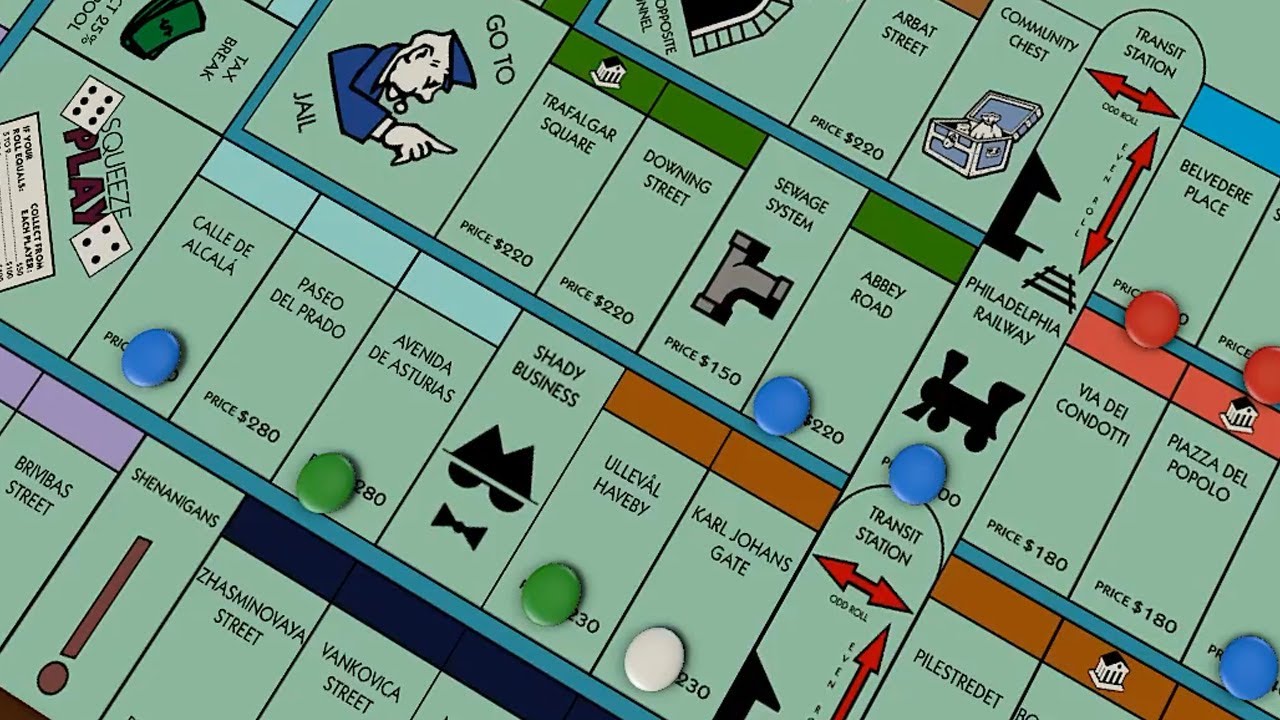 TAX
BREAK
GO TO
JAIL
SQUEEZE
PLAY
IF YOUR
ROLL EQUALS:
COLLECT FROM
EACH PLAYER:
OPPOSITE
ARBAT
STREET
PRICE $220
COMMUNITY
CHEST
TRANSIT
STATION
ODD ROLL
EVEN ROLL
BELVEDERE
PLACE
TRAFALGAR
SQUARE
PRICE $220
DOWNING
STREET
PRICE $220
SEWAGE
SYSTEM
PRICE $150
ABBEY
ROAD
$220
PHILADELPHIA
RAILWAY
VIA DEI
CONDOTTI
PRICE $180
PIAZZA DEL
POPOLO
PRICE $180
CALLE DE
ALCALÁ
PASEO
DEL PRADO
PRICE $280
AVENIDA
DE ASTURIAS
280
SHADY
BUSINESS
ULLEVÅL
HAVEBY
230
KARL JOHANS
GATE
230
TRANSIT
STATION
ODD ROLL
EVEN R
PILESTREDET
BRIVIBAS
STREET
SHENANIGANS
ZHASMINOVAYA
STREET
VANKOVICA
STREET